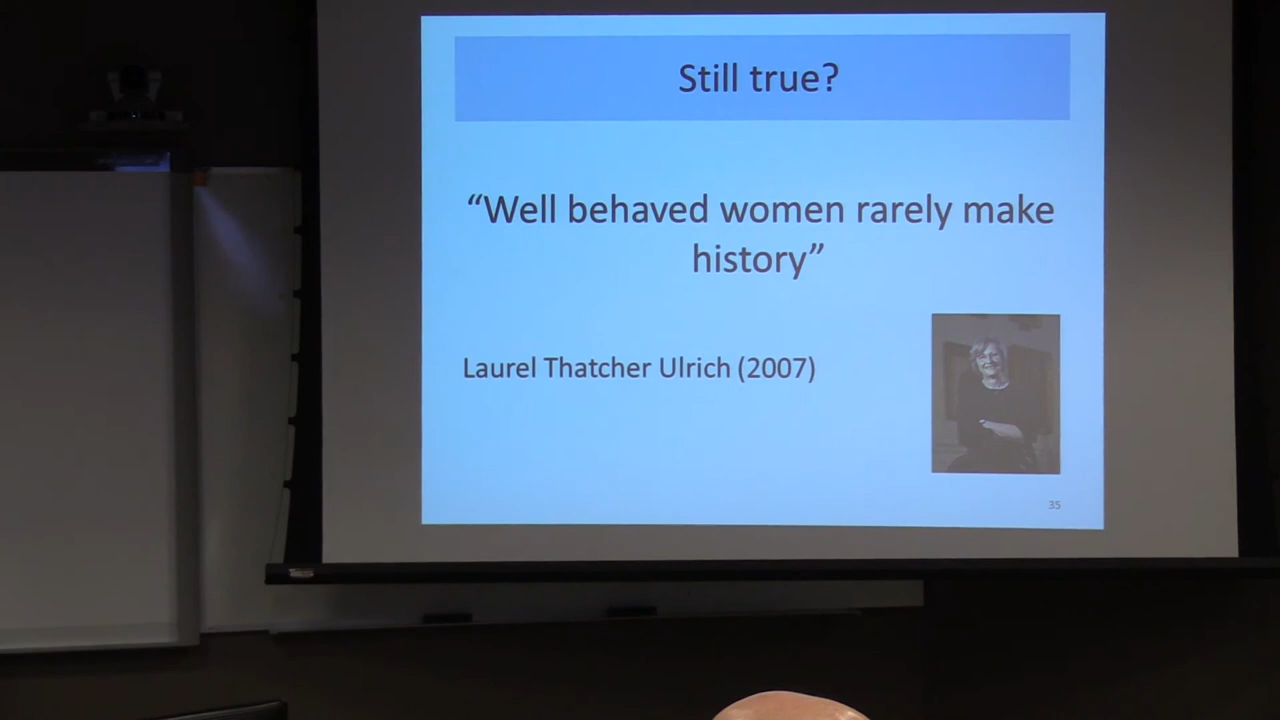 Still true?
“Well behaved women rarely make
history”
Laurel Thatcher Ulrich (2007)
35